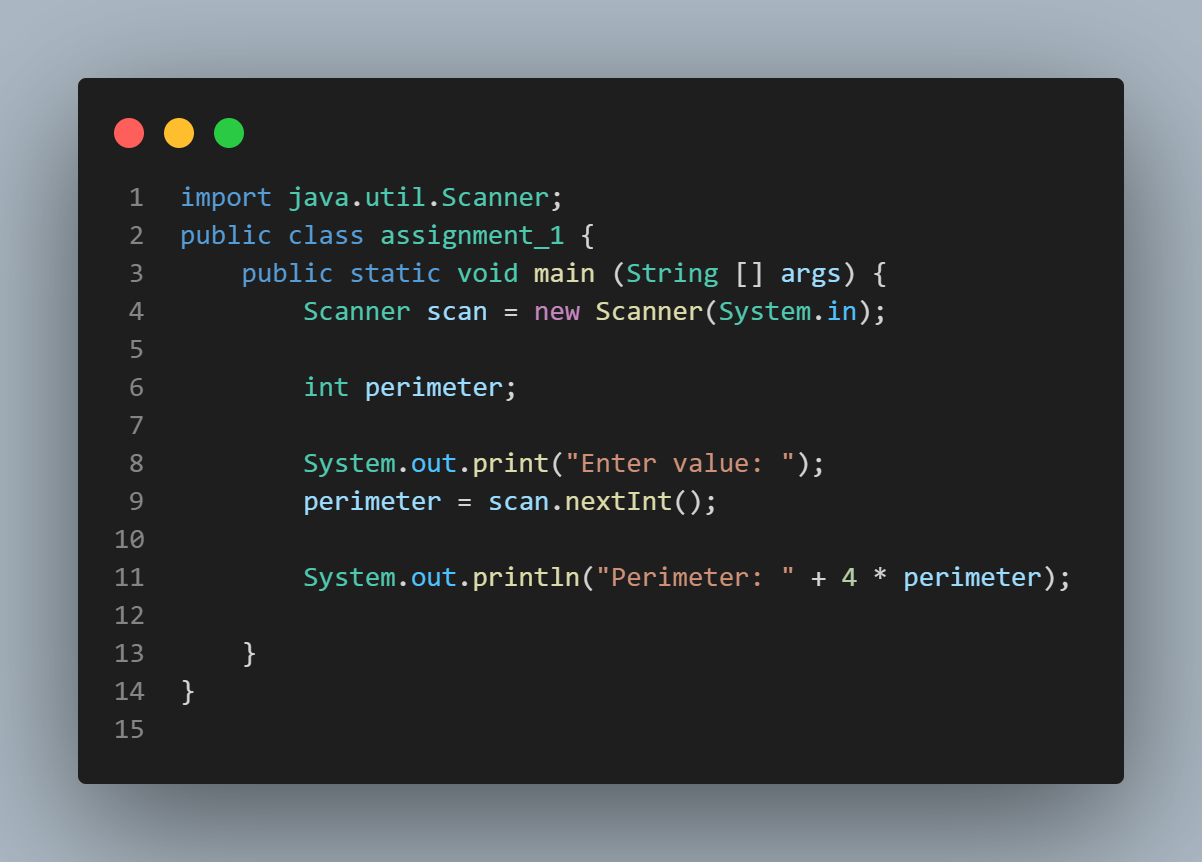 1 import java.util.Scanner;
2 public class assignment_1 {
3     public static void main (String [] args) {
4         Scanner scan = new Scanner(System.in);
5
6         int perimeter;
7
8         System.out.print("Enter value: ");
9         perimeter = scan.nextInt();
10
11         System.out.println("Perimeter: " + 4 * perimeter);
12
13     }
14 }
15